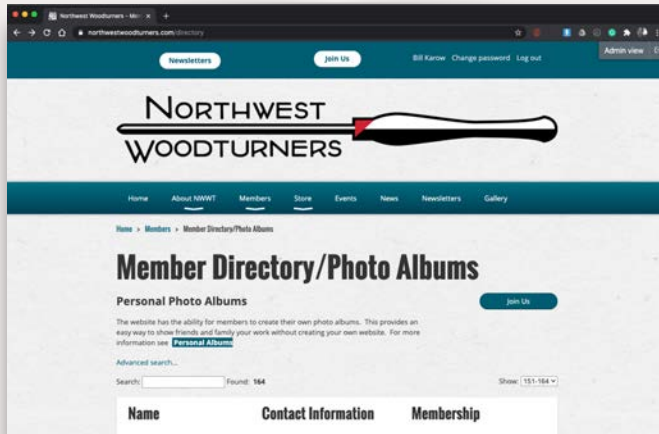 Northwest Woodturners - Mem
northwestwoodturners.com/directory
Admin view
Newsletters
Join Us
Bill Karow Change password Log out
NORTHWEST
WOODTURNERS
Home About NWWT Members Store Events News Newsletters Gallery
Home > Members > Member Directory/Photo Albums
Member Directory/Photo Albums
Personal Photo Albums
Join Us
The website has the ability for members to create their own photo albums. This provides an
easy way to show friends and family your work without creating your own website. For more
information see Personal Albums
Advanced search...
Search: Found: 164 Show: 151-164
Name Contact Information Membership